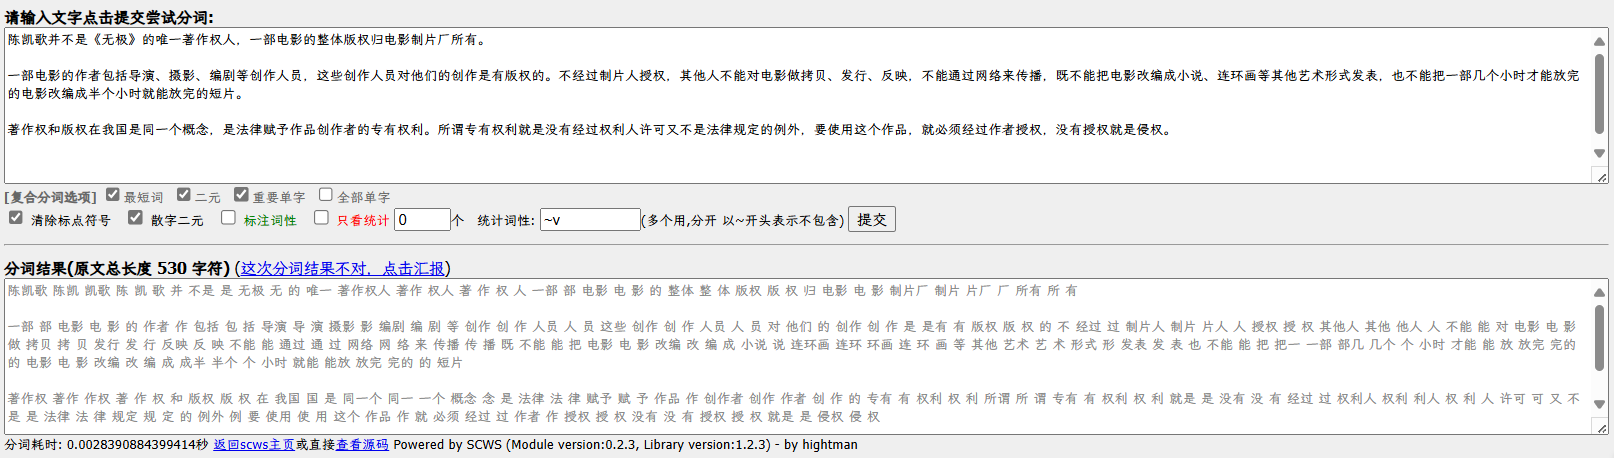 请输入文字点击提交尝试分词:
陈凯歌并不是《无极》的唯一著作权人，一部电影的整体版权归电影制片厂所有。
一部电影的作者包括导演、摄影、编剧等创作人员，这些创作人员对他们的创作是有版权的。不经过制片人授权，其他人不能对电影做拷贝、发行、反映，不能通过网络来传播，既不能把电影改编成小说、连环画等其他艺术形式发表，也不能把一部几个小时才能放完
的电影改编成半个小时就能放完的短片。
著作权和版权在我国是同一个概念，是法律赋予作品创作者的专有权利。所谓专有权利就是没有经过权利人许可又不是法律规定的例外，要使用这个作品，就必须经过作者授权，没有授权就是侵权。
[复合分词选项] 最短词 二元 重要单字 全部单字
清除标点符号 散字二元 标注词性 只看统计 0个 统计词性: ~v(多个用,分开 以~开头表示不包含) 提交
分词结果(原文总长度 530 字符) (这次分词结果不对，点击汇报)
陈凯歌 陈凯 凯歌 陈 凯 歌 并 不是 是 无极 无 的 唯一 著作权人 著作 权人 著 作 权 人 一部 部 电影 电 影 的 整体 整 体 版权 版 权 归 电影 电 影 制片厂 制片 片厂 厂 所有 所 有
一部 部 电影 电 影 的 作者 作 包括 包 括 导演 导 演 摄影 影 编剧 编 剧 等 创作 创 作 人员 人 员 这些 创作 创 作 人员 人 员 对 他们 的 创作 创 作 是 是有 有 版权 版 权 的 不 经过 过 制片人 制片 片人 人 授权 授 权 其他人 其他 他人 人 不能 能 对 电影 电 影
做 拷贝 拷 贝 发行 发 行 反映 反 映 不能 能 通过 通 过 网络 网 络 来 传播 传 播 既 不能 能 把 电影 电 影 改编 改 编 成 小说 说 连环画 连环 环画 连 环 画 等 其他 艺术 艺 术 形式 形 发表 发 表 也 不能 能 把 把一 一部 部几 几个 个 小时 才能 能 放 放完 完的
的 电影 电 影 改编 改 编 成 成半 半个 个 小时 就能 能放 放完 完的 的 短片
著作权 著作 作权 著 作 权 和 版权 版 权 在 我国 国 是 同一个 同一 一个 概念 念 是 法律 法 律 赋予 赋 予 作品 作 创作者 创作 作者 创 作 的 专有 有 权利 权 利 所谓 所 谓 专有 有 权利 权 利 就是 是 没有 没 有 经过 过 权利人 权利 利人 权 利 人 许可 可 又 不
是 是 法律 法 律 规定 规 定 的 例外 例 要 使用 使 用 这个 作品 作 就 必须 经过 过 作者 作 授权 授 权 没有 没 有 授权 授 权 就是 是 侵权 侵 权
分词耗时: 0.0028390884399414秒 返回scws主页或直接查看源码 Powered by SCWS (Module version:0.2.3, Library version:1.2.3) - by hightman